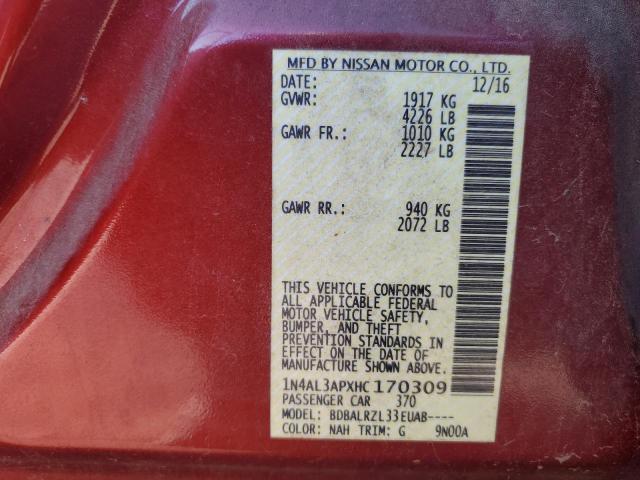 MFD BY NISSAN MOTOR CO., LTD.
DATE: 12/16
GVWR: 1917 KG
4226 LB
GAWR FR.: 1010 KG
2227 LB
GAWR RR.: 940 KG
2072 LB
THIS VEHICLE CONFORMS TO
ALL APPLICABLE FEDERAL
MOTOR VEHICLE SAFETY,
BUMPER, AND THEFT
PREVENTION STANDARDS IN
EFFECT ON THE DATE OF
MANUFACTURE SHOWN ABOVE.
1N4AL3APXHC170309
PASSENGER CAR 370
MODEL: BDBALRZL33EUAB----
COLOR: NAH TRIM: G 9N00A